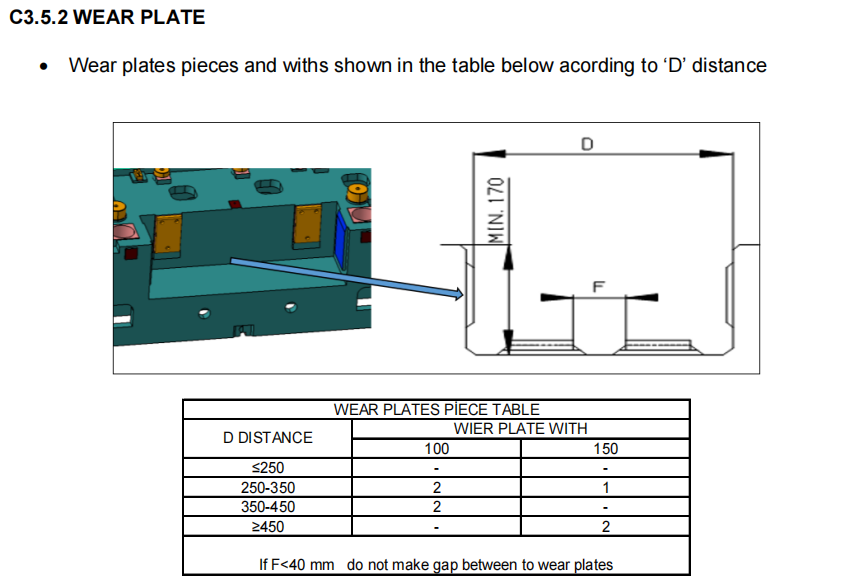 C3.5.2 WEAR PLATE
• Wear plates pieces and withs shown in the table below acording to ‘D’ distance
D
MIN. 170
F
WEAR PLATES PİECE TABLE
D DISTANCE
WIER PLATE WITH
100 150
≤250 - -
250-350 2 1
350-450 2 -
≥450 - 2
If F<40 mm do not make gap between to wear plates